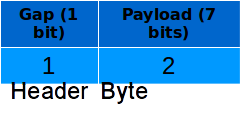 Gap (1 bit) Payload (7 bits)
1 2
Header Byte